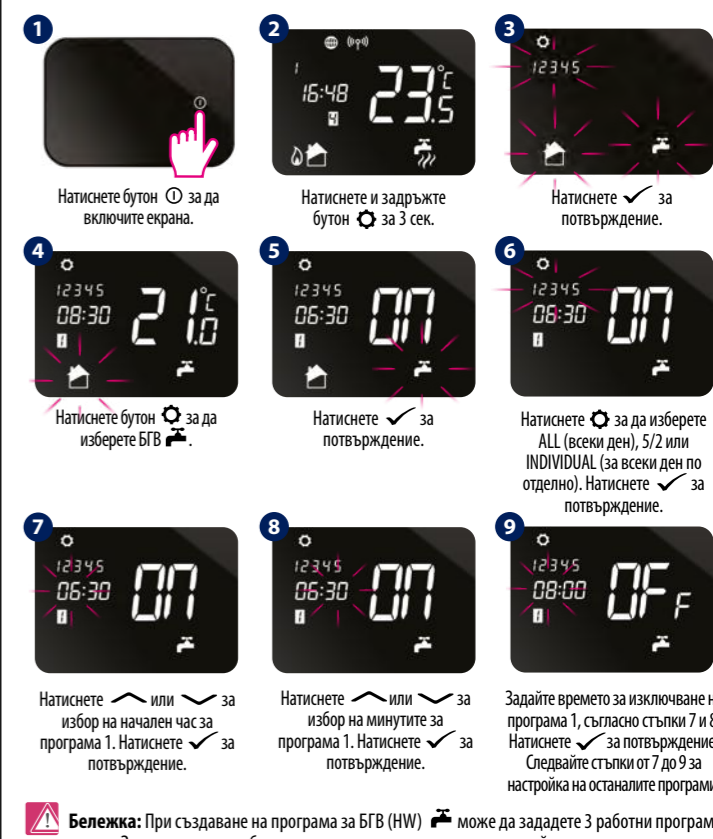 1
Натиснете бутон за да
включите екрана.
2
1
16:48
4
23.5 °C
Натиснете и задръжте
бутон за 3 сек.
3
12345
Натиснете ✓ за
потвърждение.
4
12345
08:30
1
21.0 °C
Натиснете бутон за да
изберете БГВ .
5
12345
06:30
1
ON
Натиснете ✓ за
потвърждение.
6
12345
06:30
1
ON
Натиснете за да изберете
ALL (всеки ден), 5/2 или
INDIVIDUAL (за всеки ден по
отделно). Натиснете ✓ за
потвърждение.
7
12345
06:30
1
ON
Натиснете или за
избор на начален час за
програма 1. Натиснете ✓ за
потвърждение.
8
12345
06:30
1
ON
Натиснете или за
избор на минутите за
програма 1. Натиснете ✓ за
потвърждение.
9
12345
08:00
1
OFF
Задайте времето за изключване
програма 1, съгласно стъпки 7 и 8
Натиснете ✓ за потвърждение
Следвайте стъпки от 7 до 9 за
настройка на останалите
Бележка: При създаване на програма за БГВ (HW) може да зададете 3 работни